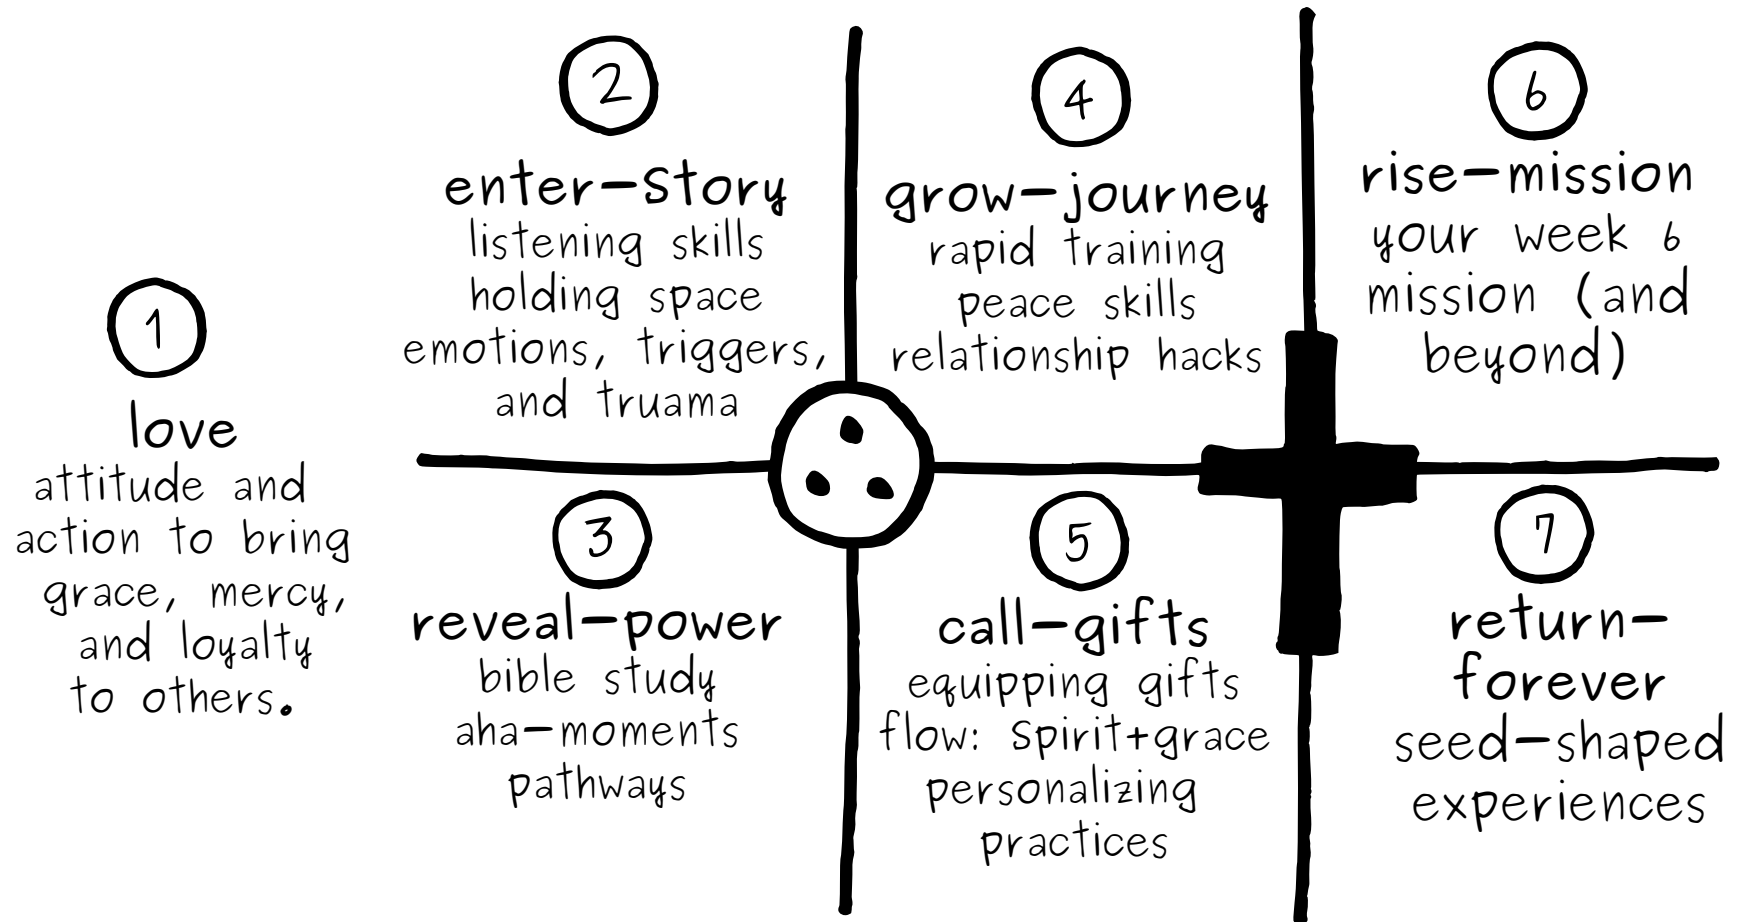 1
love
attitude and
action to bring
grace, mercy,
and loyalty
to others.
2
enter-Story
listening skills
holding space
emotions, triggers,
and truama
3
reveal-power
bible study
aha-moments
pathways
4
grow-journey
rapid training
peace skills
relationship hacks
5
call-gifts
equipping gifts
flow: Spirit+grace
personalizing
practices
6
rise-mission
your week 6
mission (and
beyond)
7
return-
forever
seed-shaped
experiences